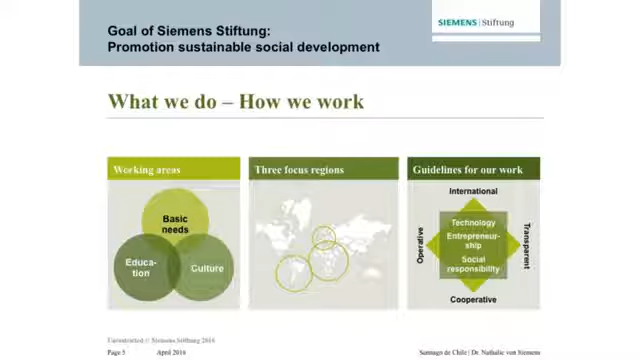 Goal of Siemens Stiftung:
Promotion sustainable social development
SIEMENS | Stiftung
What we do – How we work
Working areas
Basic
needs
Educa-
tion
Culture
Three focus regions
Guidelines for our work
International
Operative
Technology
Entrepreneur-
ship
Social
responsibility
Transparent
Cooperative
Unrestricted © Siemens Stiftung 2016
Page 5 April 2016 Santiago de Chile | Dr. Nathalie von Siemens